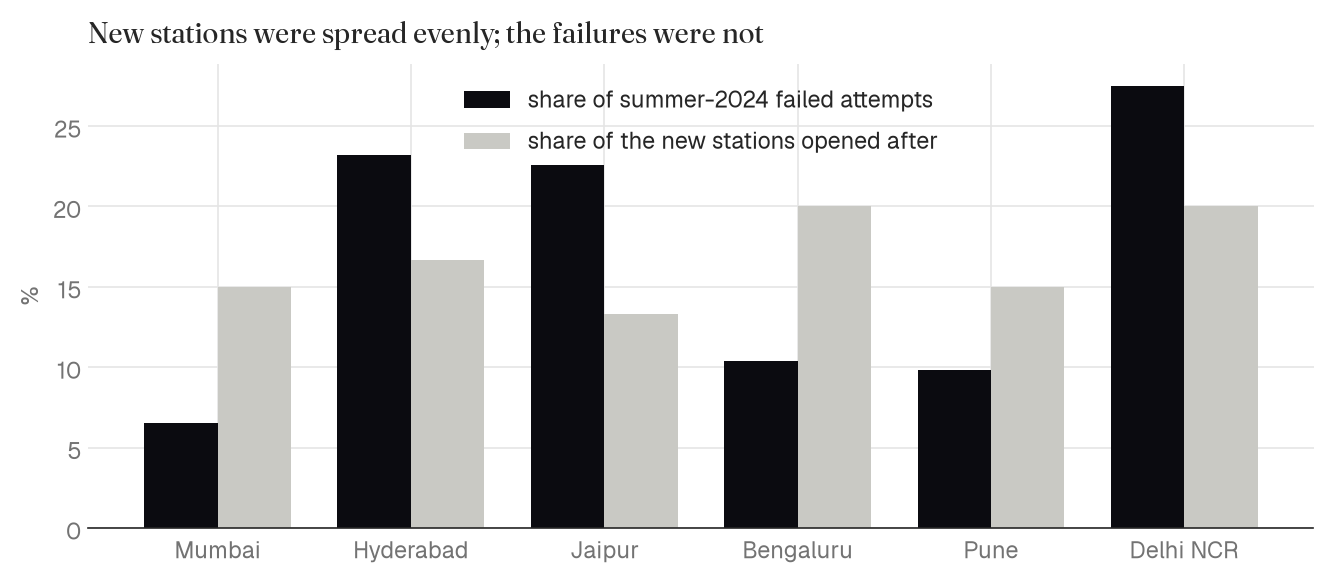 New stations were spread evenly; the failures were not
share of summer-2024 failed attempts
share of the new stations opened after
%
25
20
15
10
5
0
Mumbai Hyderabad Jaipur Bengaluru Pune Delhi NCR